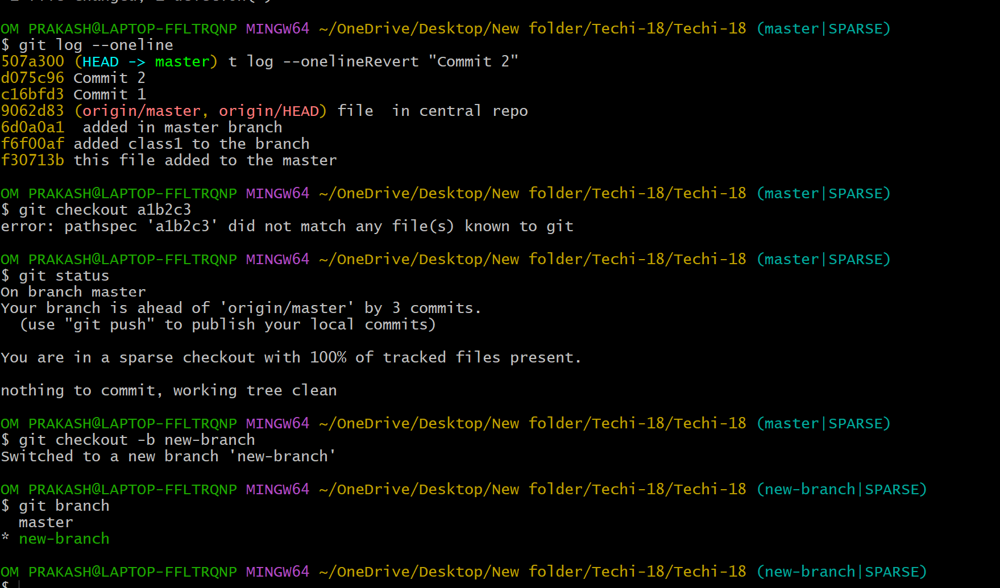 OM PRAKASH@LAPTOP-FFLTRQNP MINGW64 ~/OneDrive/Desktop/New folder/Techi-18/Techi-18 (master|SPARSE)
$ git log --oneline
507a300 (HEAD -> master) t log --onelineRevert "Commit 2"
d075c96 Commit 2
c16bfd3 Commit 1
9062d83 (origin/master, origin/HEAD) file  in central repo
6d0a0a1  added in master branch
f6f00af added class1 to the branch
f30713b this file added to the master
OM PRAKASH@LAPTOP-FFLTRQNP MINGW64 ~/OneDrive/Desktop/New folder/Techi-18/Techi-18 (master|SPARSE)
$ git checkout a1b2c3
error: pathspec 'a1b2c3' did not match any file(s) known to git
OM PRAKASH@LAPTOP-FFLTRQNP MINGW64 ~/OneDrive/Desktop/New folder/Techi-18/Techi-18 (master|SPARSE)
$ git status
On branch master
Your branch is ahead of 'origin/master' by 3 commits.
  (use "git push" to publish your local commits)
You are in a sparse checkout with 100% of tracked files present.
nothing to commit, working tree clean
OM PRAKASH@LAPTOP-FFLTRQNP MINGW64 ~/OneDrive/Desktop/New folder/Techi-18/Techi-18 (master|SPARSE)
$ git checkout -b new-branch
Switched to a new branch 'new-branch'
OM PRAKASH@LAPTOP-FFLTRQNP MINGW64 ~/OneDrive/Desktop/New folder/Techi-18/Techi-18 (new-branch|SPARSE)
$ git branch
  master
* new-branch
OM PRAKASH@LAPTOP-FFLTRQNP MINGW64 ~/OneDrive/Desktop/New folder/Techi-18/Techi-18 (new-branch|SPARSE)
$